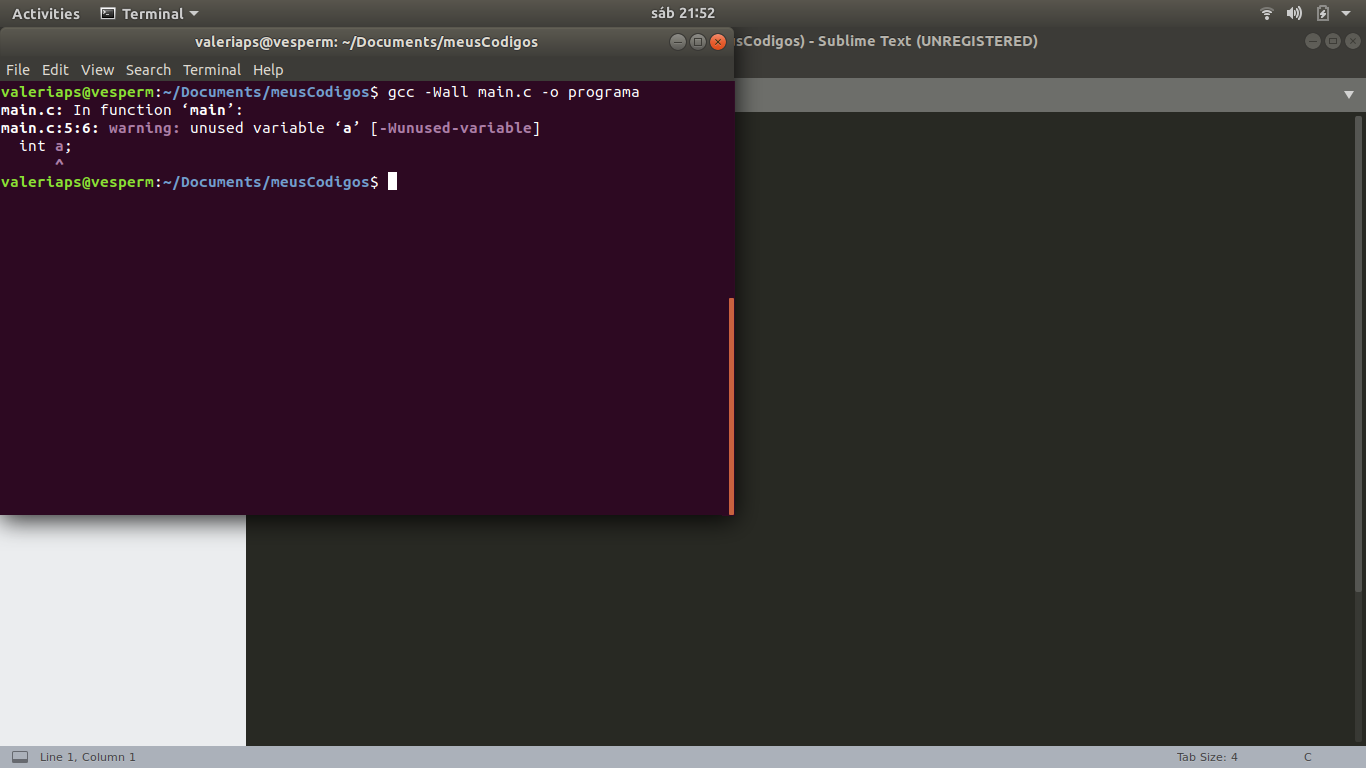 Activities Terminal sáb 21:52
valeriaps@vesperm: ~/Documents/meusCodigos
sCodigos) - Sublime Text (UNREGISTERED)
File Edit View Search Terminal Help
valeriaps@vesperm:~/Documents/meusCodigos$ gcc -Wall main.c -o programa
main.c: In function ‘main’:
main.c:5:6: warning: unused variable ‘a’ [-Wunused-variable]
int a;
^
valeriaps@vesperm:~/Documents/meusCodigos$
Line 1, Column 1 Tab Size: 4 C